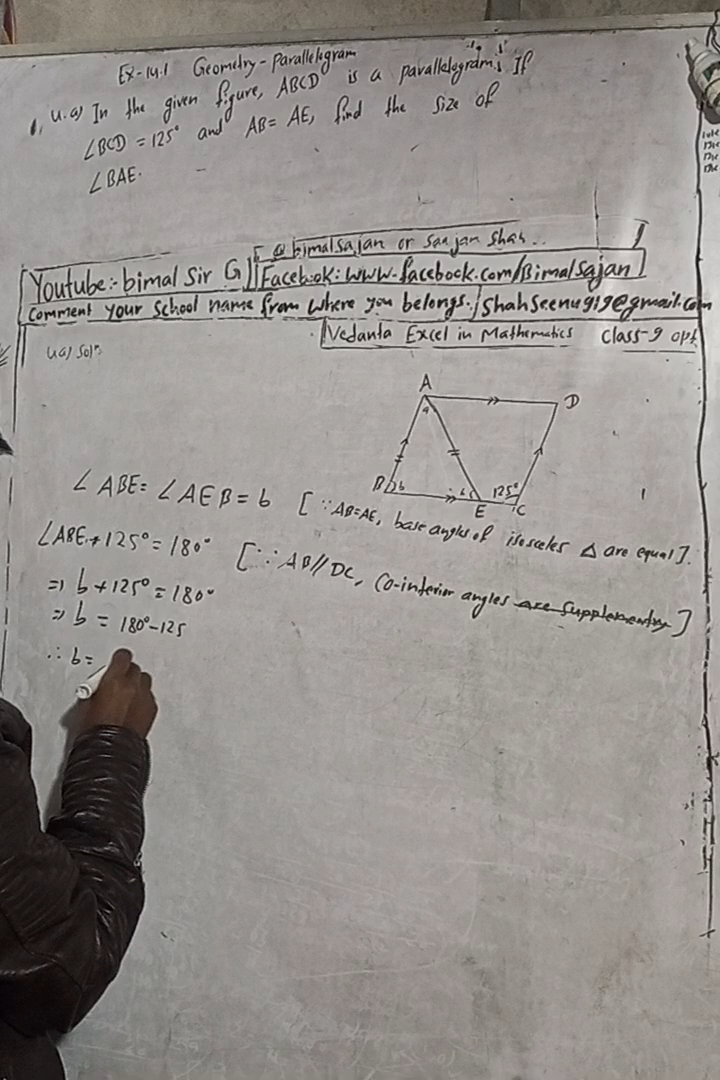 Ex-14.1 Geometry-Parallelogram
1, 4.a) In the given figure, ABCD is a parallelogram. If
∠BCD = 125° and AB= AE, find the size of
∠BAE.
@ bimalsajan or Sanjan Shah..
Youtube:- bimal Sir G
Facebook: www.facebook.com/Bimalsajan
Comment your School name from where you belongs.
Shahseenu919@gmail.com
Vedanta Excel in Mathematics Class-9 opt
4.a) Solⁿ
A
D
a
B
b
b
125°
E
C
∠ABE= ∠AEB = b [∵ AB=AE, base angles of isosceles Δ are equal].
∠ABE+125°=180° [∵ AB//DC, Co-interior angles are supplementry]
⇒ b+125°=180°
⇒ b = 180°-125
∴ b=